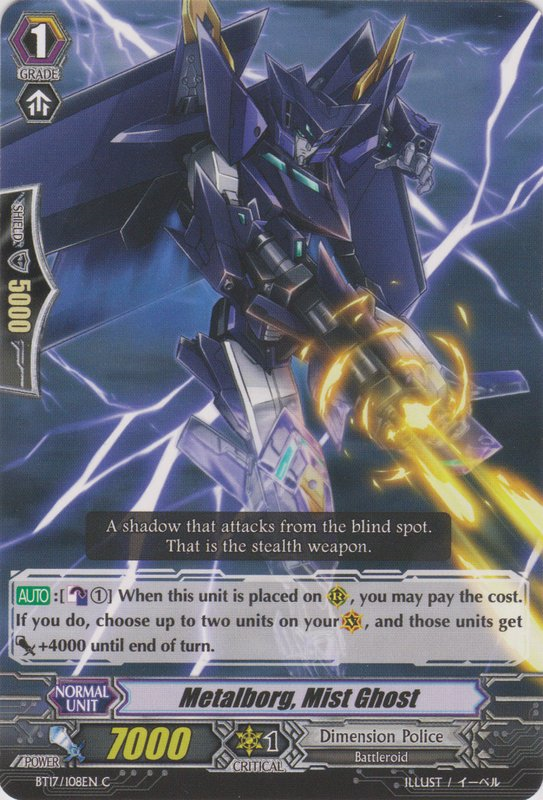 1
GRADE
SHIELD
5000
A shadow that attacks from the blind spot.
That is the stealth weapon.
AUTO :[ ①] When this unit is placed on Ⓡ, you may pay the cost.
If you do, choose up to two units on your Ⓥ, and those units get
+4000 until end of turn.
NORMAL
UNIT
Metalborg, Mist Ghost
POWER
7000
1
CRITICAL
Dimension Police
Battleroid
BT17/108EN C
ILLUST / イーベル